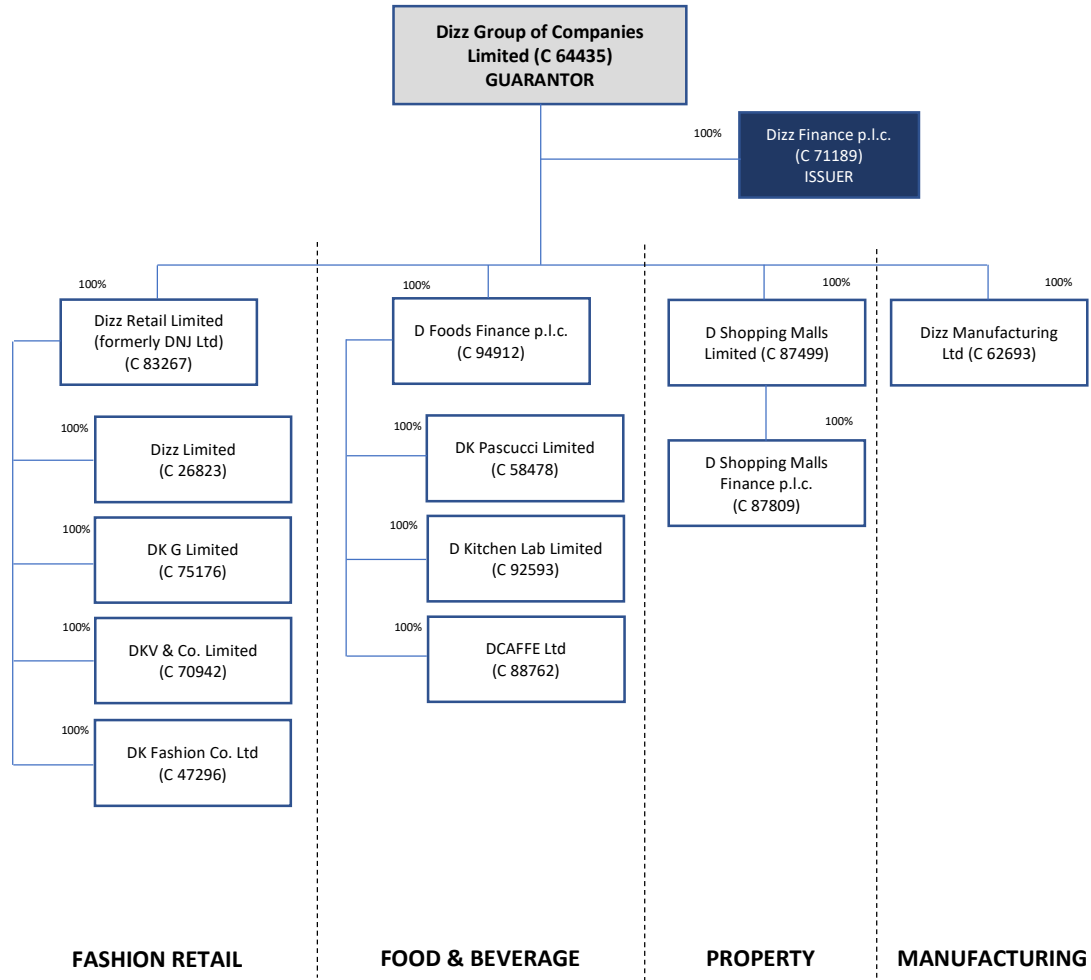 Dizz Group of Companies
Limited (C 64435)
GUARANTOR
100%
Dizz Finance p.l.c.
(C 71189)
ISSUER
100%
Dizz Retail Limited
(formerly DNJ Ltd)
(C 83267)
100%
Dizz Limited
(C 26823)
100%
DK G Limited
(C 75176)
100%
DKV & Co. Limited
(C 70942)
100%
DK Fashion Co. Ltd
(C 47296)
100%
D Foods Finance p.l.c.
(C 94912)
100%
DK Pascucci Limited
(C 58478)
100%
D Kitchen Lab Limited
(C 92593)
100%
DCAFFE Ltd
(C 88762)
100%
D Shopping Malls
Limited (C 87499)
100%
D Shopping Malls
Finance p.l.c.
(C 87809)
100%
Dizz Manufacturing
Ltd (C 62693)
FASHION RETAIL
FOOD & BEVERAGE
PROPERTY
MANUFACTURING